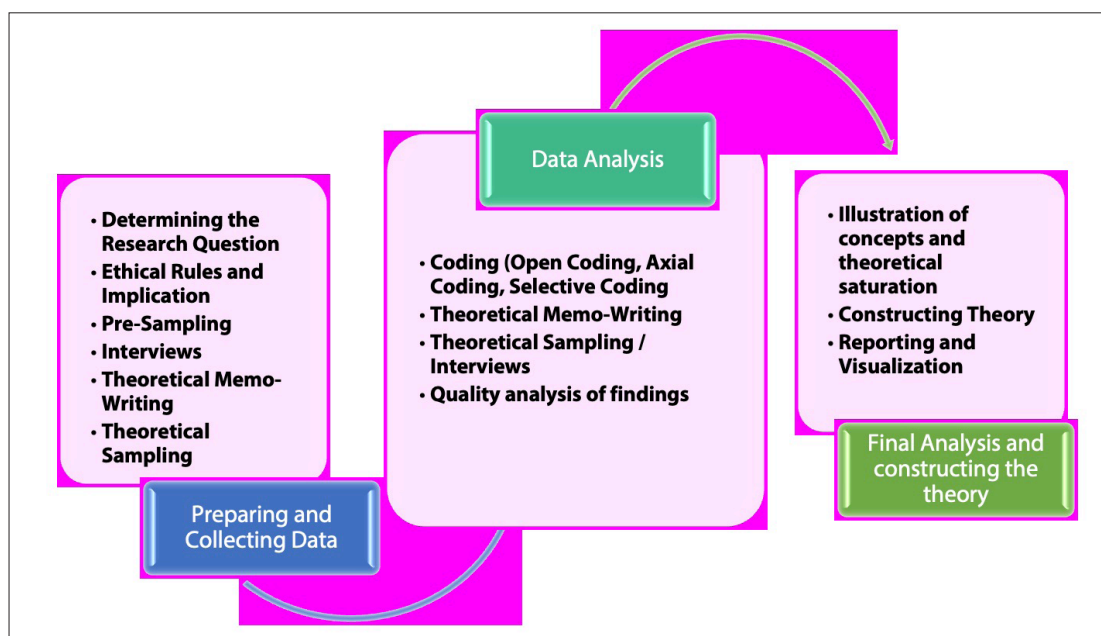 • Determining the
Research Question
• Ethical Rules and
Implication
• Pre-Sampling
• Interviews
• Theoretical Memo-
Writing
• Theoretical
Sampling
Preparing and
Collecting Data
Data Analysis
• Coding (Open Coding, Axial
Coding, Selective Coding
• Theoretical Memo-Writing
• Theoretical Sampling /
Interviews
• Quality analysis of findings
• Illustration of
concepts and
theoretical
saturation
• Constructing Theory
• Reporting and
Visualization
Final Analysis and
constructing the
theory